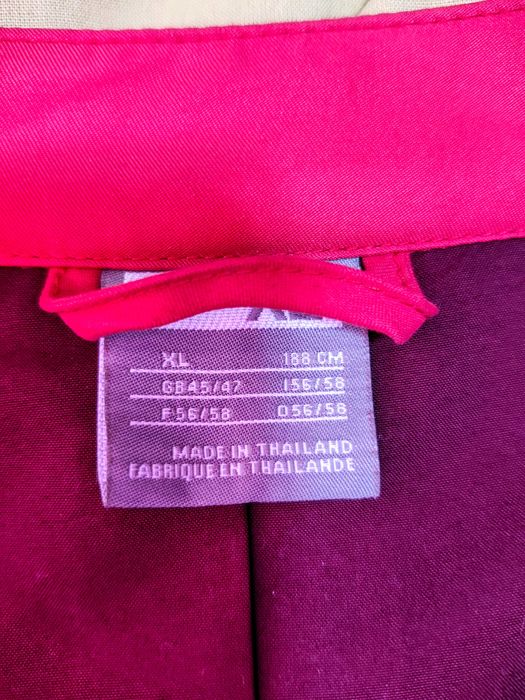 XL 188 CM
GB45/47 I56/58
F56/58 D56/58
MADE IN THAILAND
FABRIQUE EN THAILANDE